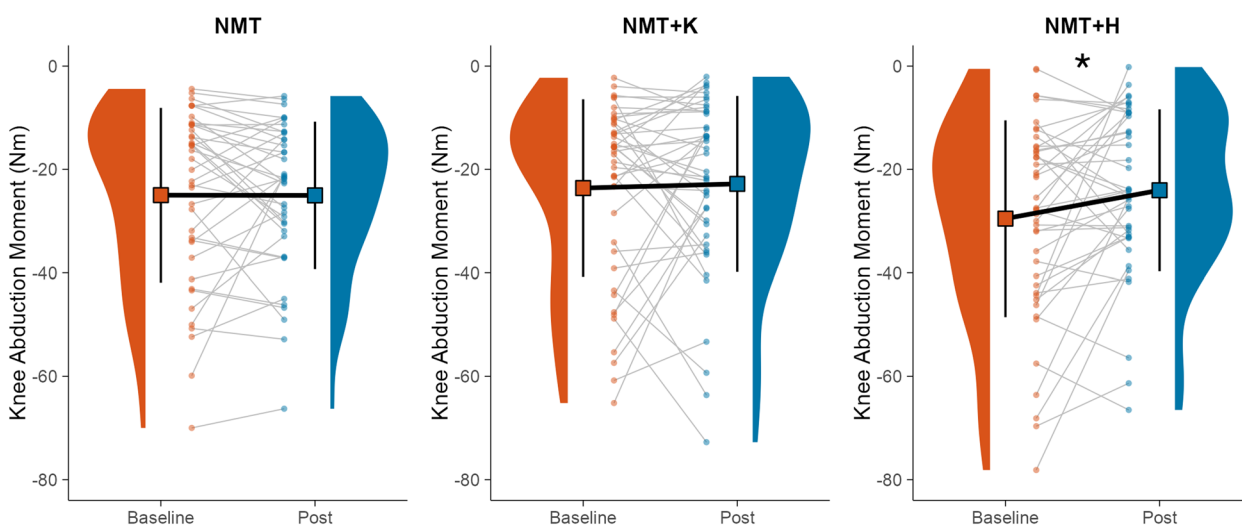 NMT
Knee Abduction Moment (Nm)
0
-20
-40
-60
-80
Baseline
Post
NMT+K
Knee Abduction Moment (Nm)
0
-20
-40
-60
-80
Baseline
Post
NMT+H
*
Knee Abduction Moment (Nm)
0
-20
-40
-60
-80
Baseline
Post